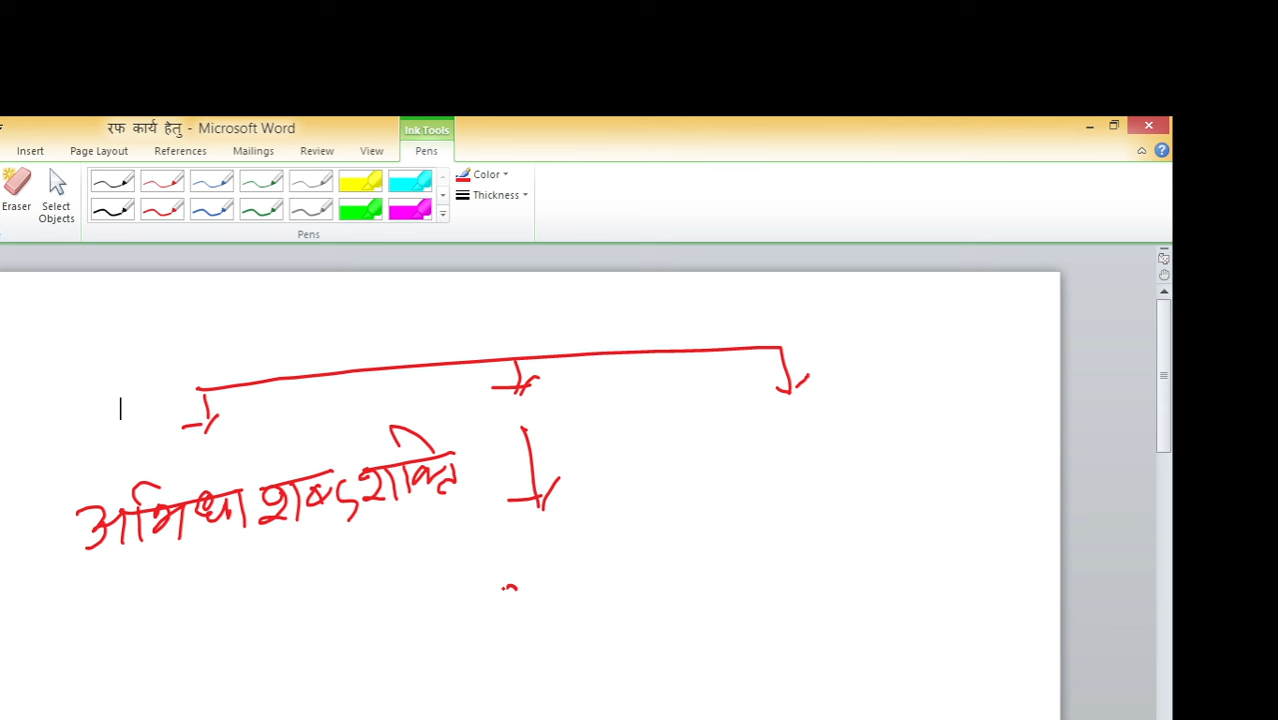 रफ कार्य हेतु - Microsoft Word
Ink Tools
Insert
Page Layout
References
Mailings
Review
View
Pens
Eraser
Select
Objects
Color
Thickness
Pens
अभिधा शब्द शक्ति